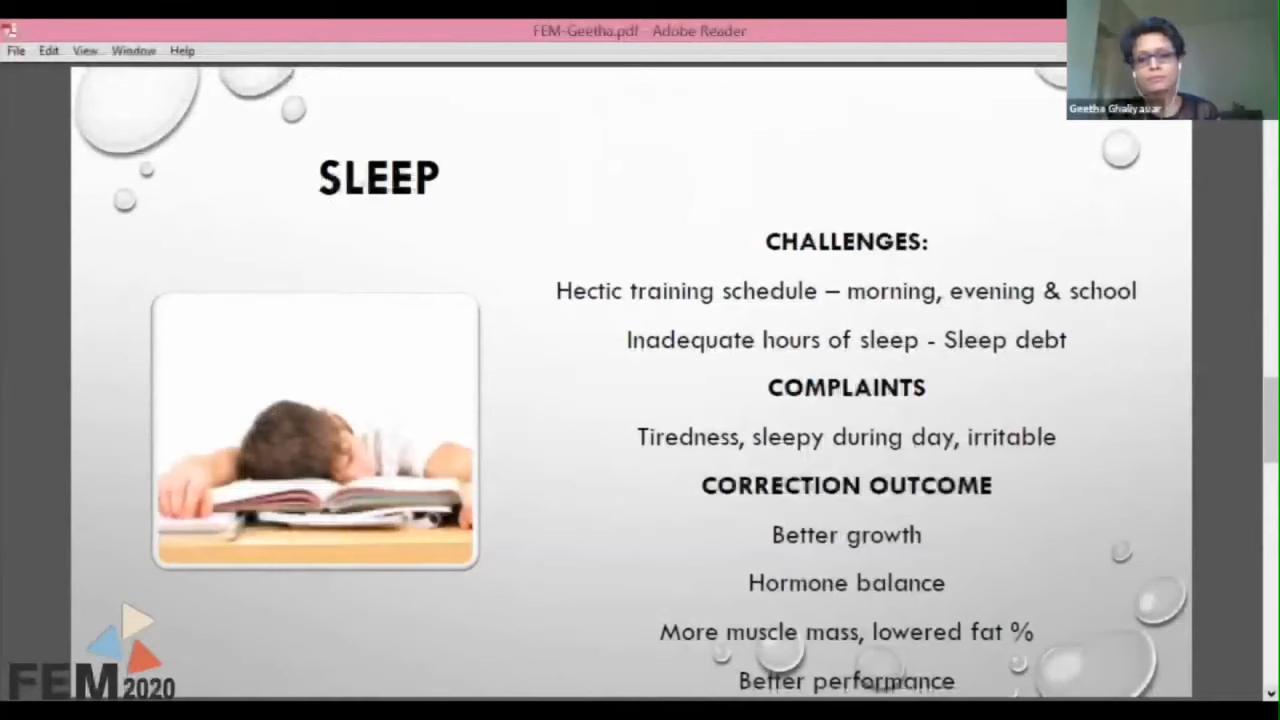 FEM-Geetha.pdf - Adobe Reader
File Edit View Window Help
Geetha Ghaliyavar
SLEEP
CHALLENGES:
Hectic training schedule – morning, evening & school
Inadequate hours of sleep - Sleep debt
COMPLAINTS
Tiredness, sleepy during day, irritable
CORRECTION OUTCOME
Better growth
Hormone balance
More muscle mass, lowered fat %
Better performance
FEM2020